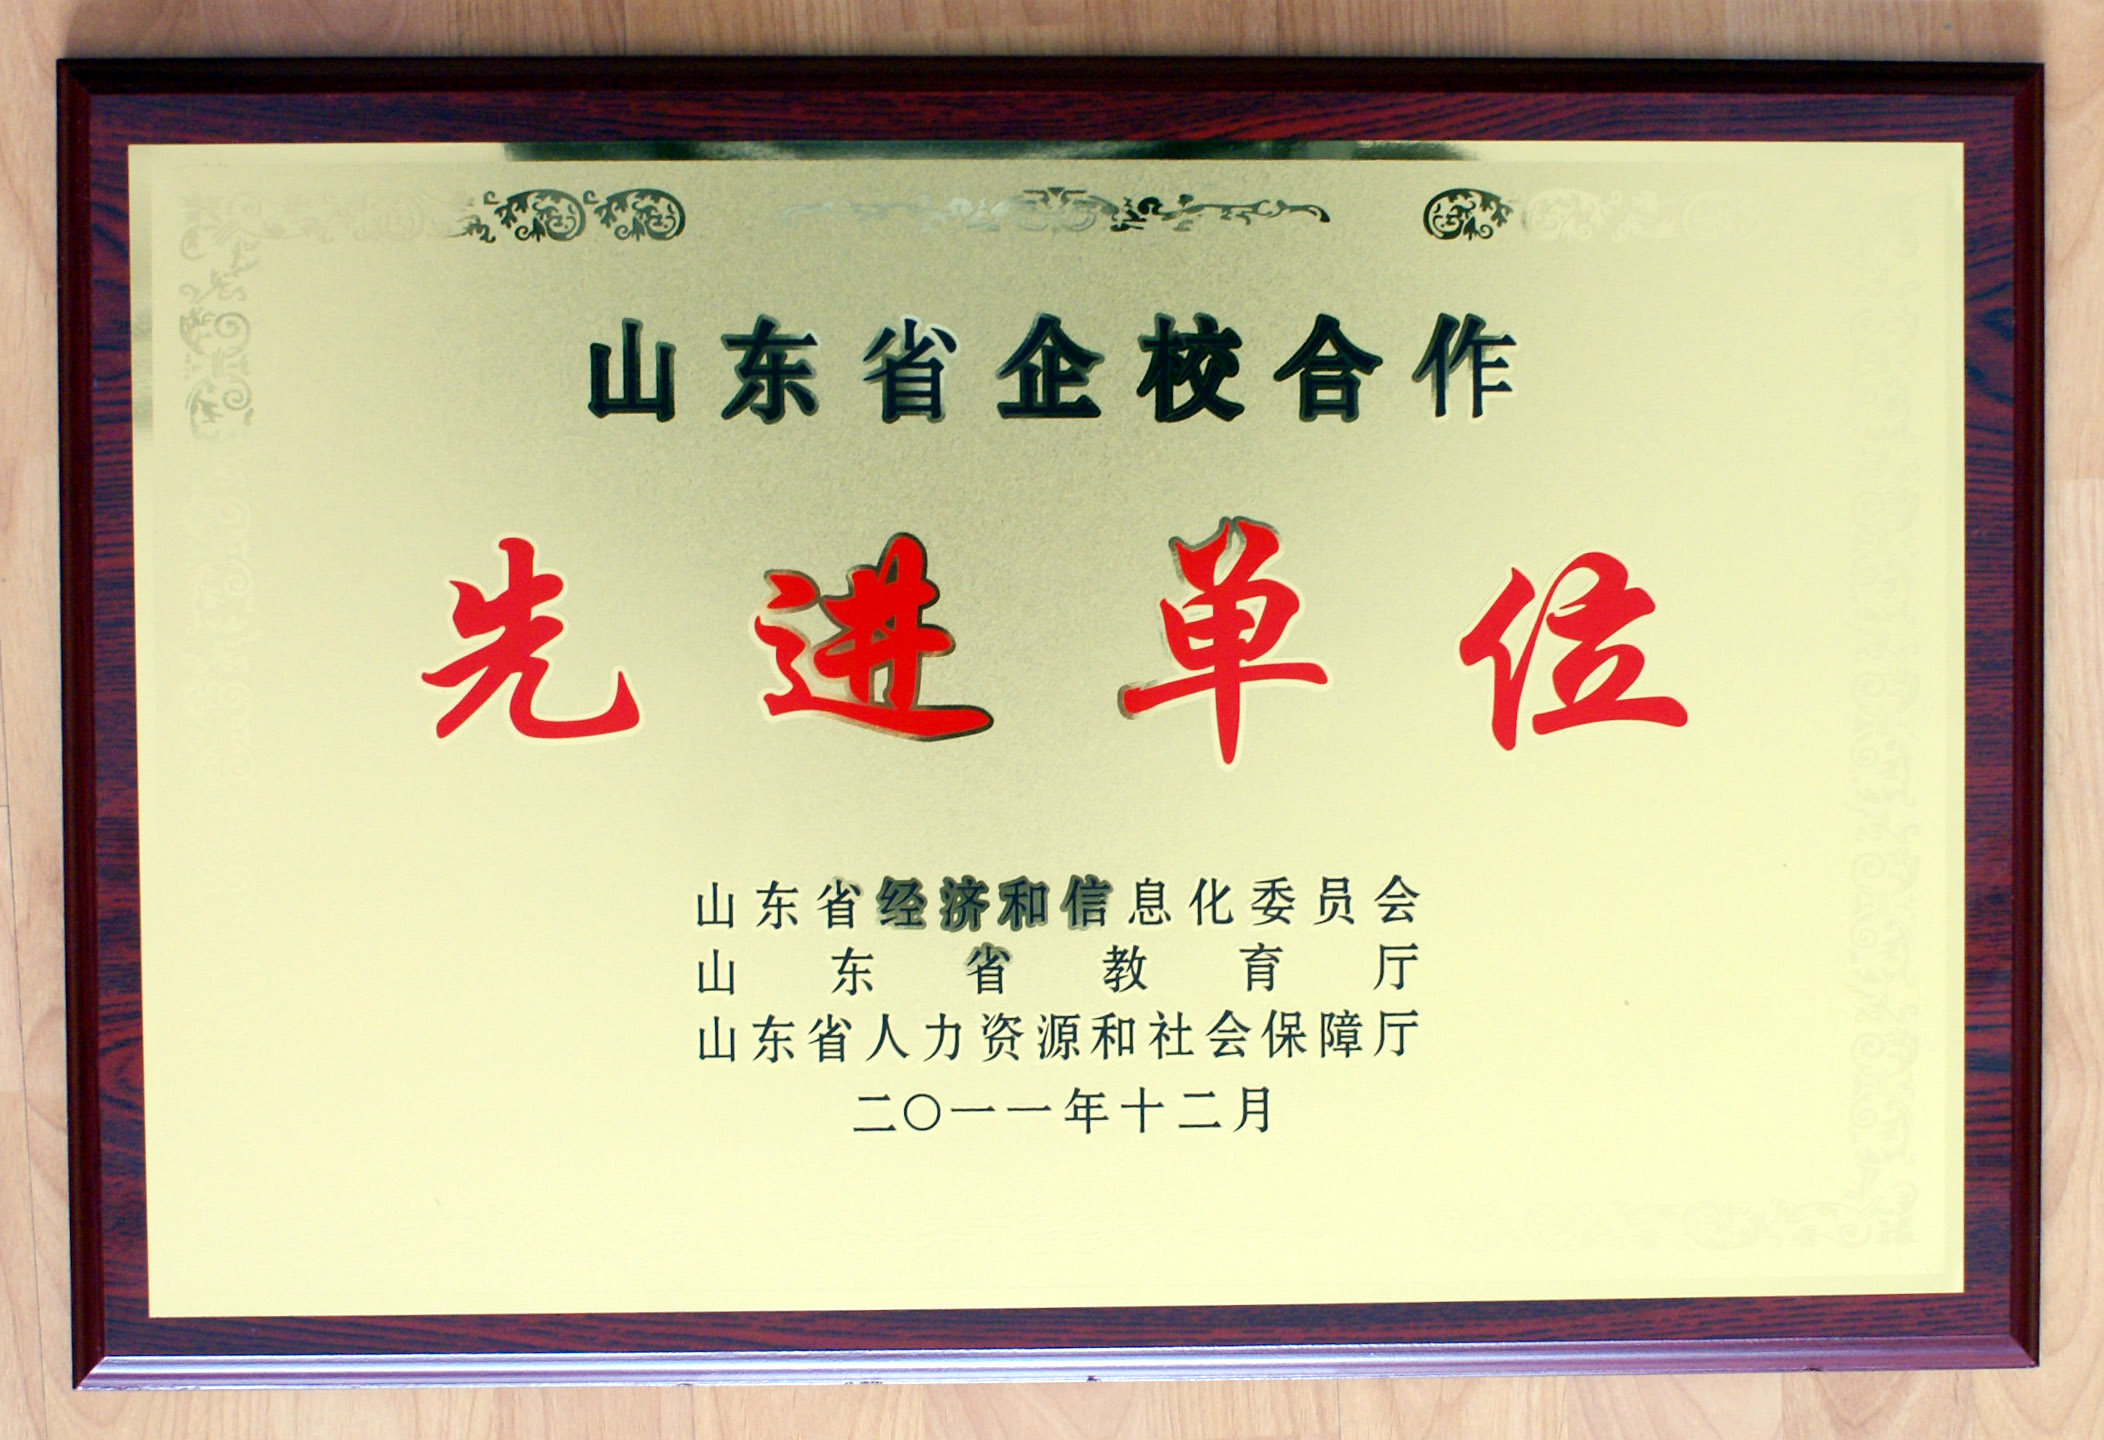 山东省企校合作
先进单位
山东省经济和信息化委员会
山东省教育厅
山东省人力资源和社会保障厅
二〇一一年十二月